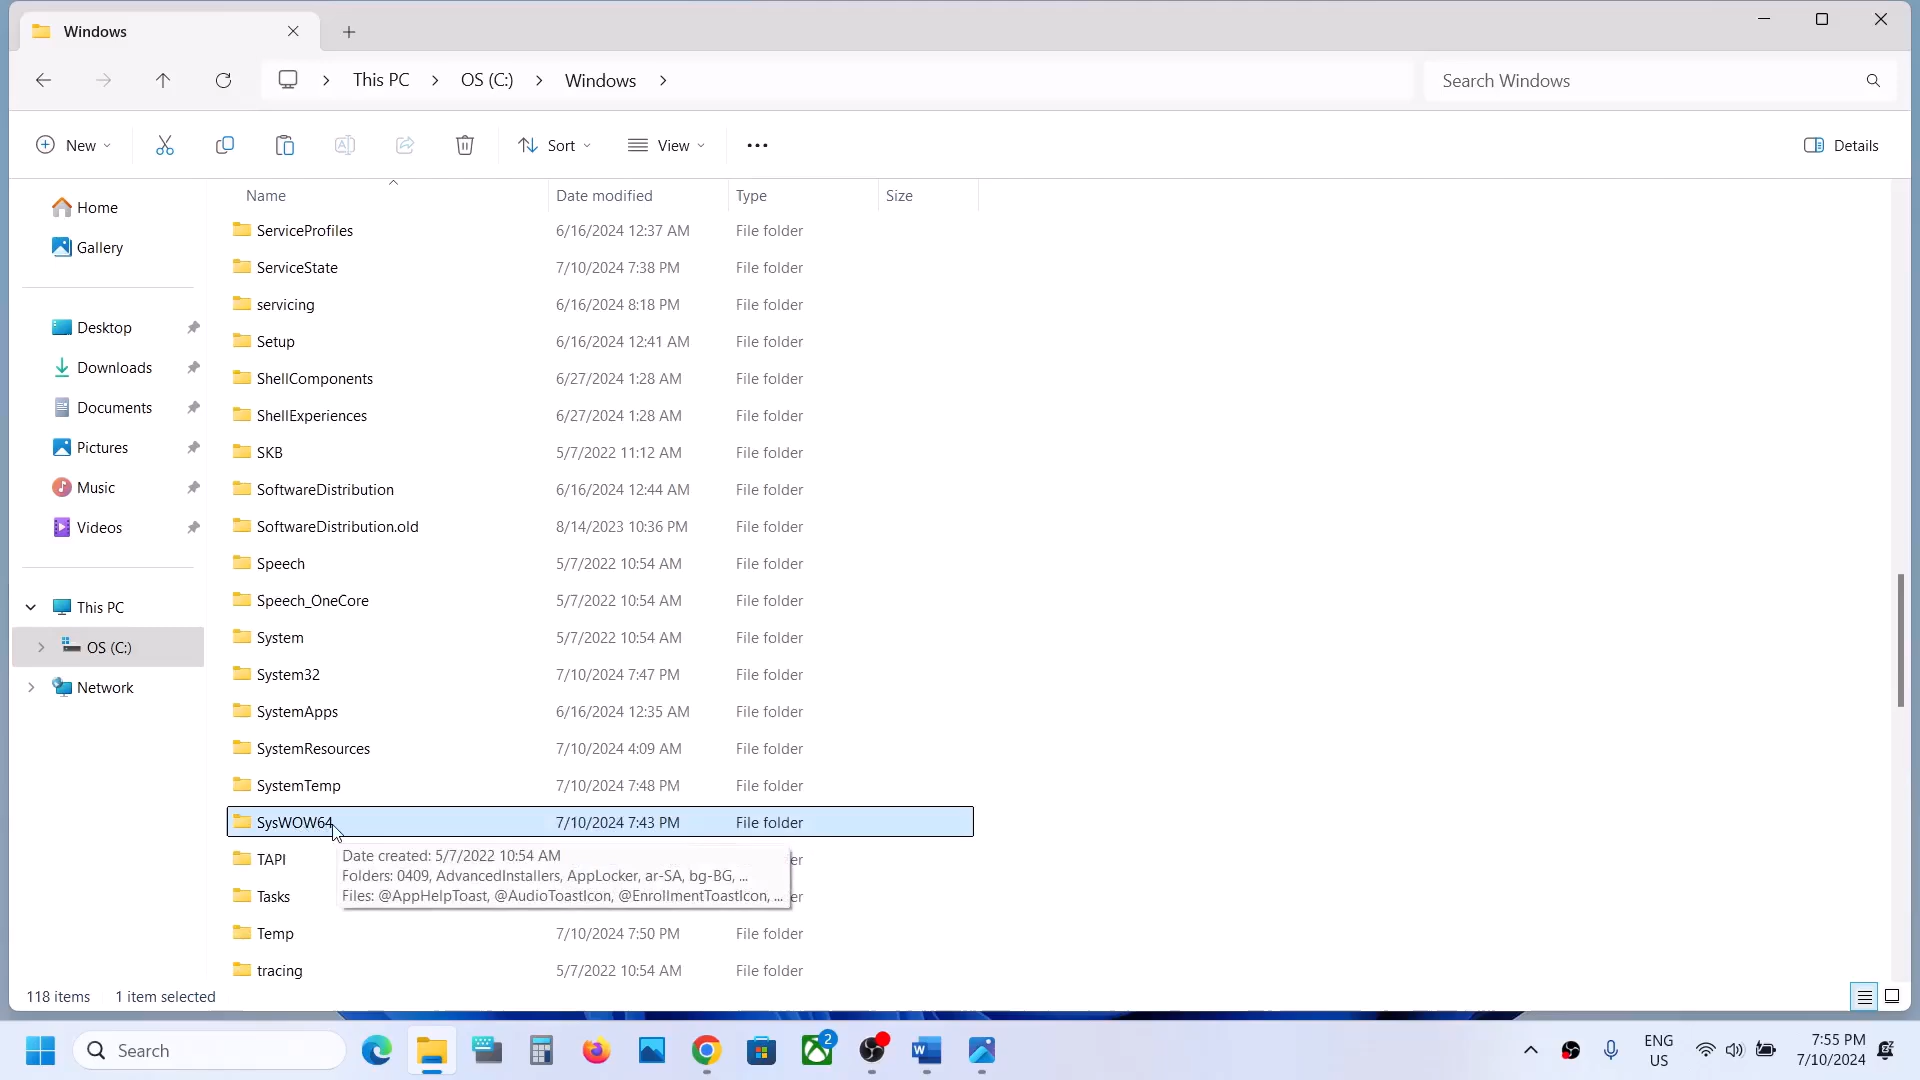 Windows
This PC
OS (C:)
Windows
Search Windows
New
Sort
View
Details
Name
Date modified
Type
Size
Home
Gallery
Desktop
Downloads
Documents
Pictures
Music
Videos
This PC
OS (C:)
Network
ServiceProfiles 6/16/2024 12:37 AM File folder
ServiceState 7/10/2024 7:38 PM File folder
servicing 6/16/2024 8:18 PM File folder
Setup 6/16/2024 12:41 AM File folder
ShellComponents 6/27/2024 1:28 AM File folder
ShellExperiences 6/27/2024 1:28 AM File folder
SKB 5/7/2022 11:12 AM File folder
SoftwareDistribution 6/16/2024 12:44 AM File folder
SoftwareDistribution.old 8/14/2023 10:36 PM File folder
Speech 5/7/2022 10:54 AM File folder
Speech_OneCore 5/7/2022 10:54 AM File folder
System 5/7/2022 10:54 AM File folder
System32 7/10/2024 7:47 PM File folder
SystemApps 6/16/2024 12:35 AM File folder
SystemResources 7/10/2024 4:09 AM File folder
SystemTemp 7/10/2024 7:48 PM File folder
SysWOW64 7/10/2024 7:43 PM File folder
TAPI er
Tasks er
Temp 7/10/2024 7:50 PM File folder
tracing 5/7/2022 10:54 AM File folder
Date created: 5/7/2022 10:54 AM
Folders: 0409, AdvancedInstallers, AppLocker, ar-SA, bg-BG, ...
Files: @AppHelpToast, @AudioToastIcon, @EnrollmentToastIcon, ...
118 items 1 item selected
Search
2
ENG
US
7:55 PM
7/10/2024